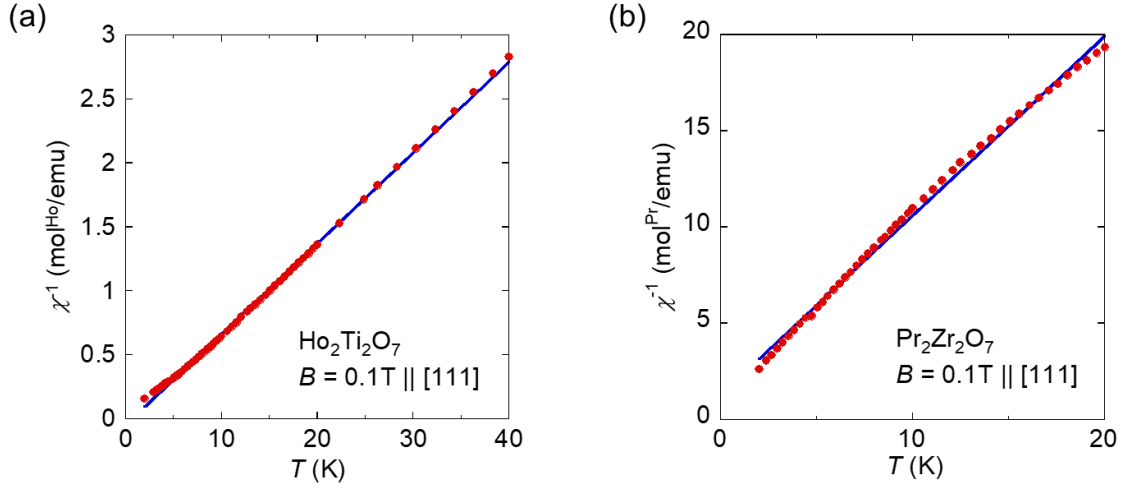 (a)
3
2.5
2
1.5
1
0.5
0
χ⁻¹ (molᴴᵒ/emu)
Ho₂Ti₂O₇
B = 0.1T || [111]
0 10 20 30 40
T (K)
(b)
20
15
10
5
0
χ⁻¹ (molᴾʳ/emu)
Pr₂Zr₂O₇
B = 0.1T || [111]
0 10 20
T (K)